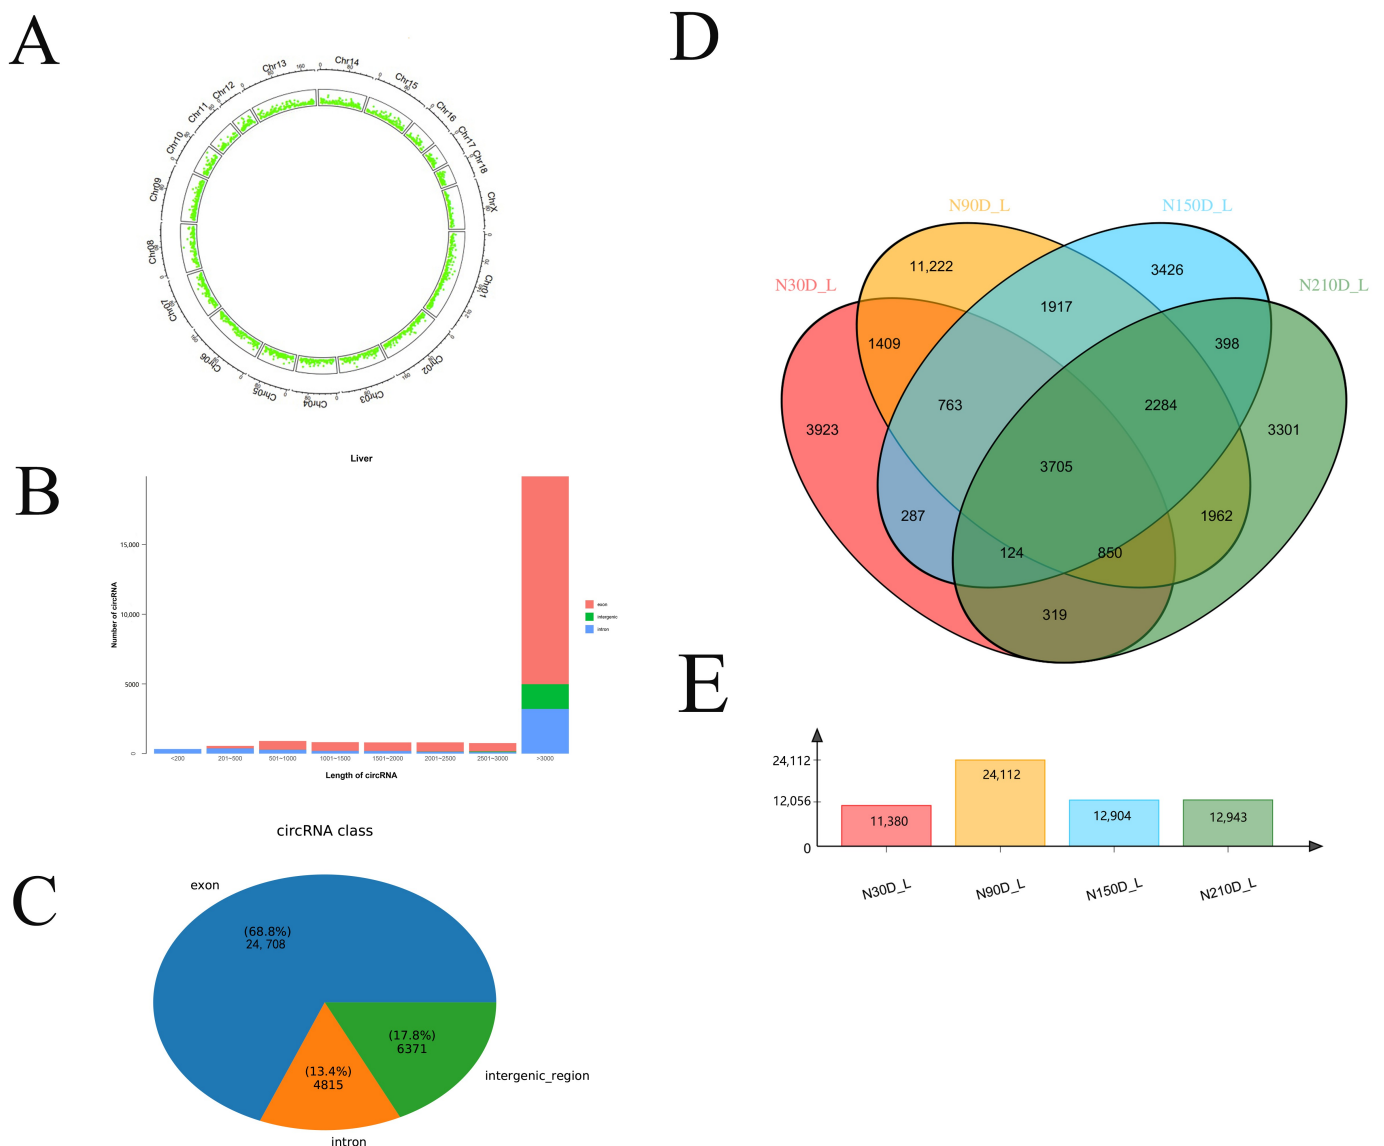 A
Chr13
Chr14
Chr15
Chr16
Chr17
Chr18
ChrX
Chr01
Chr02
Chr03
Chr04
Chr05
Chr06
Chr07
Chr08
Chr09
Chr10
Chr11
Chr12
B
Liver
Number of circRNA
15,000
10,000
5000
0
<200
201−500
501−1000
1001−1500
1501−2000
2001−2500
2501−3000
>3000
Length of circRNA
exon
intergenic
intron
C
circRNA class
exon
(68.8%)
24, 708
(17.8%)
6371
(13.4%)
4815
intergenic_region
intron
D
N90D_L
N150D_L
N30D_L
N210D_L
11,222
3426
1917
1409
398
763
2284
3923
3301
3705
287
1962
124
850
319
E
24,112
12,056
0
11,380
24,112
12,904
12,943
N30D_L
N90D_L
N150D_L
N210D_L